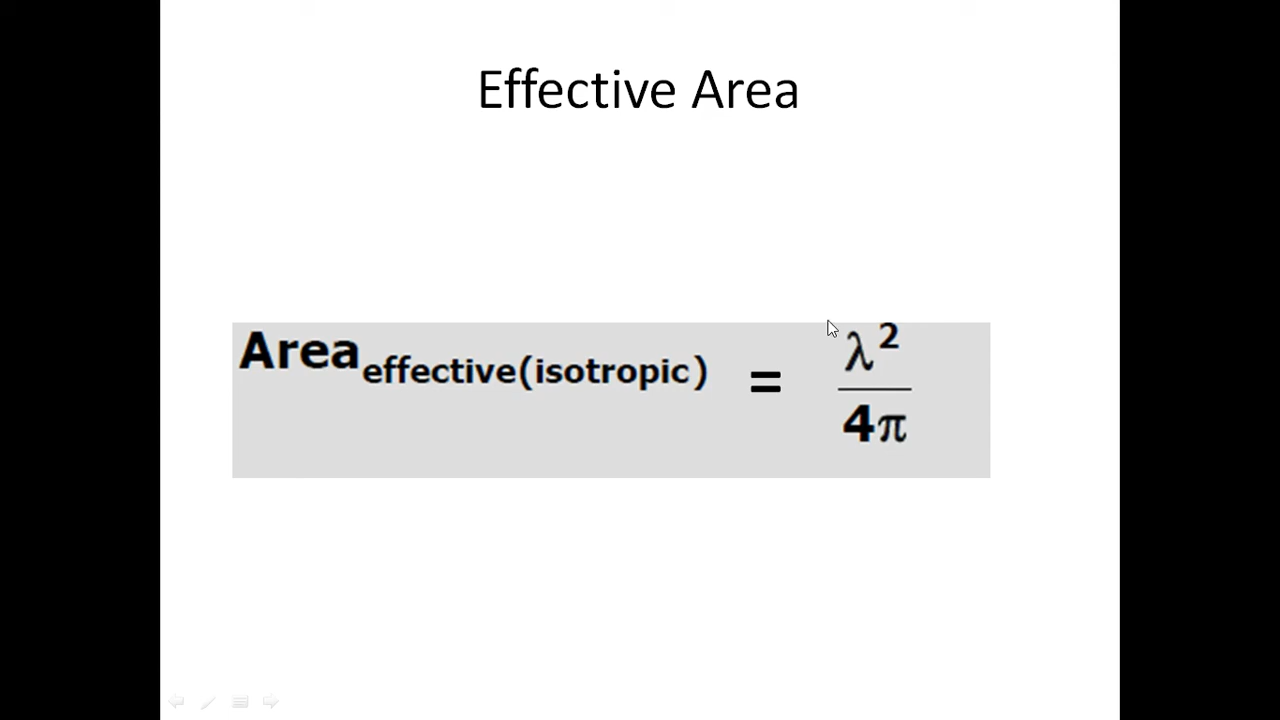 Effective Area
Area effective(isotropic) = λ² / 4π